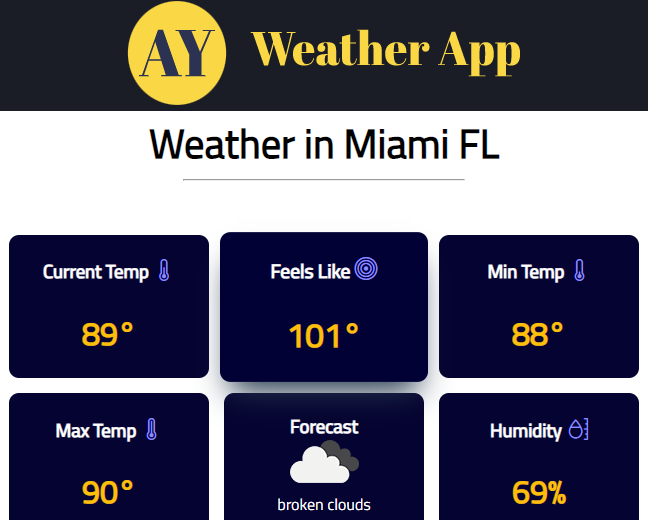 AY Weather App
Weather in Miami FL
Current Temp
89°
Feels Like
101°
Min Temp
88°
Max Temp
90°
Forecast
broken clouds
Humidity
69%